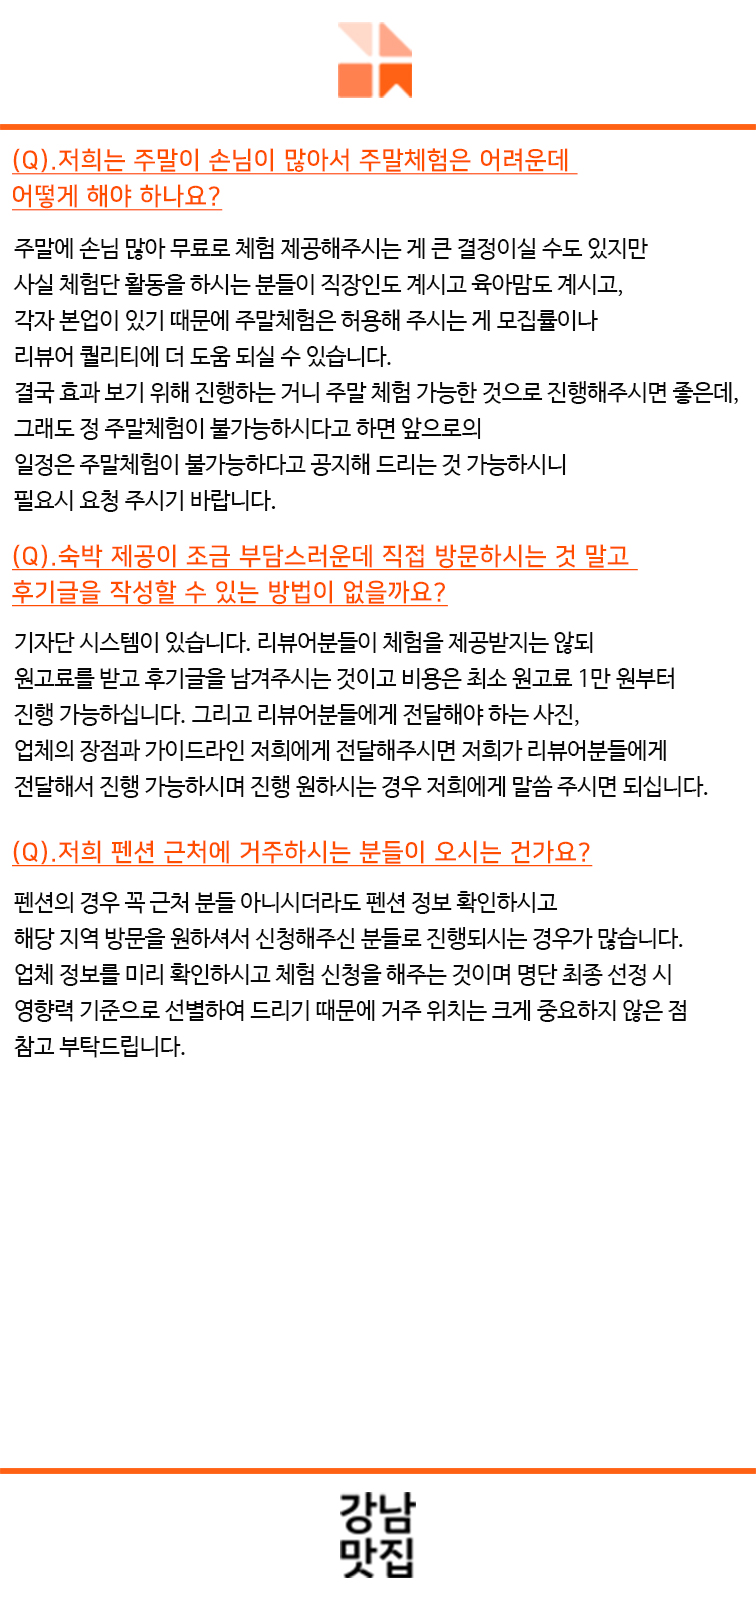 (Q).저희는 주말이 손님이 많아서 주말체험은 어려운데
어떻게 해야 하나요?
주말에 손님 많아 무료로 체험 제공해주시는 게 큰 결정이실 수도 있지만
사실 체험단 활동을 하시는 분들이 직장인도 계시고 육아맘도 계시고,
각자 본업이 있기 때문에 주말체험은 허용해 주시는 게 모집률이나
리뷰어 퀄리티에 더 도움 되실 수 있습니다.
결국 효과 보기 위해 진행하는 거니 주말 체험 가능한 것으로 진행해주시면 좋은데,
그래도 정 주말체험이 불가능하시다고 하면 앞으로의
일정은 주말체험이 불가능하다고 공지해 드리는 것 가능하시니
필요시 요청 주시기 바랍니다.
(Q).숙박 제공이 조금 부담스러운데 직접 방문하시는 것 말고
후기글을 작성할 수 있는 방법이 없을까요?
기자단 시스템이 있습니다. 리뷰어분들이 체험을 제공받지는 않되
원고료를 받고 후기글을 남겨주시는 것이고 비용은 최소 원고료 1만 원부터
진행 가능하십니다. 그리고 리뷰어분들에게 전달해야 하는 사진,
업체의 장점과 가이드라인 저희에게 전달해주시면 저희가 리뷰어분들에게
전달해서 진행 가능하시며 진행 원하시는 경우 저희에게 말씀 주시면 되십니다.
(Q).저희 펜션 근처에 거주하시는 분들이 오시는 건가요?
펜션의 경우 꼭 근처 분들 아니시더라도 펜션 정보 확인하시고
해당 지역 방문을 원하셔서 신청해주신 분들로 진행되시는 경우가 많습니다.
업체 정보를 미리 확인하시고 체험 신청을 해주는 것이며 명단 최종 선정 시
영향력 기준으로 선별하여 드리기 때문에 거주 위치는 크게 중요하지 않은 점
참고 부탁드립니다.
강남
맛집